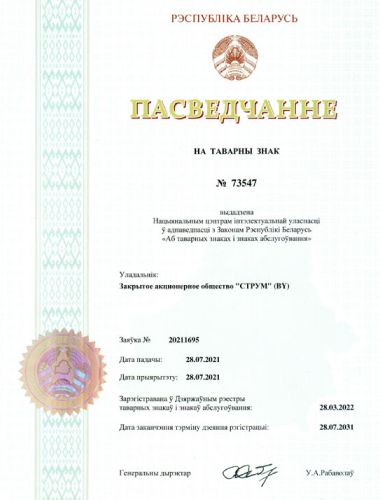 РЭСПУБЛІКА БЕЛАРУСЬ
ПАСВЕДЧАННЕ
НА ТАВАРНЫ ЗНАК
№ 73547
выдадзена
Нацыянальным цэнтрам інтэлектуальнай уласнасці
ў адпаведнасці з Законам Рэспублікі Беларусь
«Аб таварных знаках і знаках абслугоўвання»
Уладальнік:
Закрытое акционерное общество "СТРУМ" (BY)
Заяўка № 20211695
Дата падачы: 28.07.2021
Дата прыярытэту: 28.07.2021
Зарэгістравана ў Дзяржаўным рэестры
таварных знакаў і знакаў абслугоўвання: 28.03.2022
Дата заканчэння тэрміну дзеяння рэгістрацыі: 28.07.2031
Генеральны дырэктар У.А.Рабаволаў